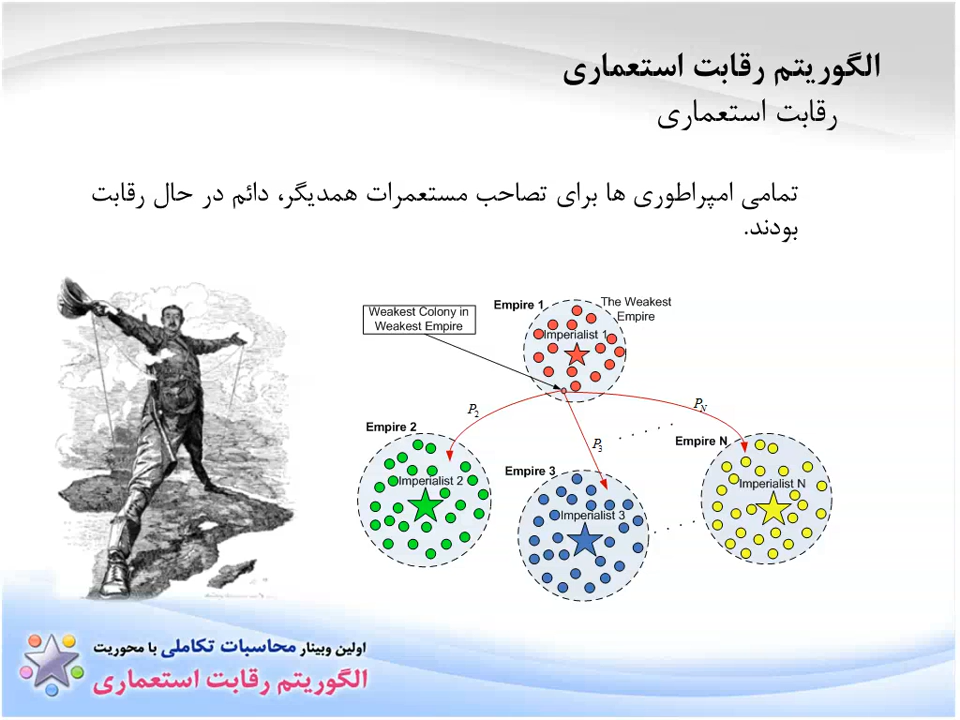 الگوریتم رقابت استعماری
رقابت استعماری
تمامی امپراطوری ها برای تصاحب مستعمرات همدیگر، دائم در حال رقابت
بودند.
Weakest Colony in
Weakest Empire
Empire 1
The Weakest
Empire
Imperialist 1
P2
P3
PN
Empire 2
Imperialist 2
Empire 3
Imperialist 3
Empire N
Imperialist N
اولین وبینار محاسبات تکاملی با محوریت
الگوریتم رقابت استعماری